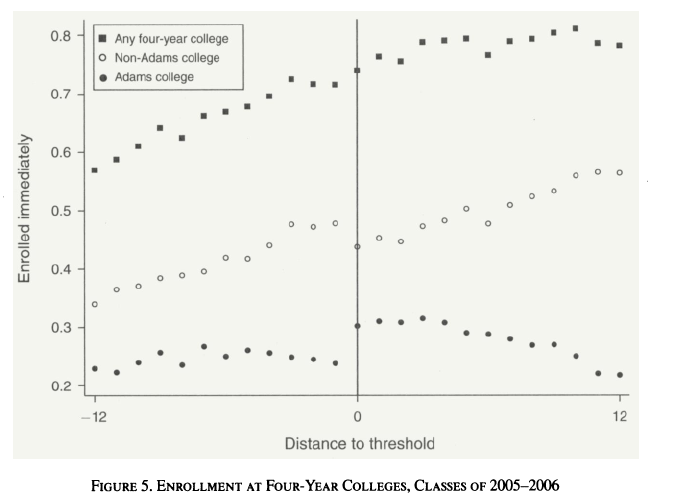 0.8
0.7
0.6
0.5
0.4
0.3
0.2
Enrolled immediately
Any four-year college
Non-Adams college
Adams college
−12
0
12
Distance to threshold
FIGURE 5. ENROLLMENT AT FOUR-YEAR COLLEGES, CLASSES OF 2005–2006